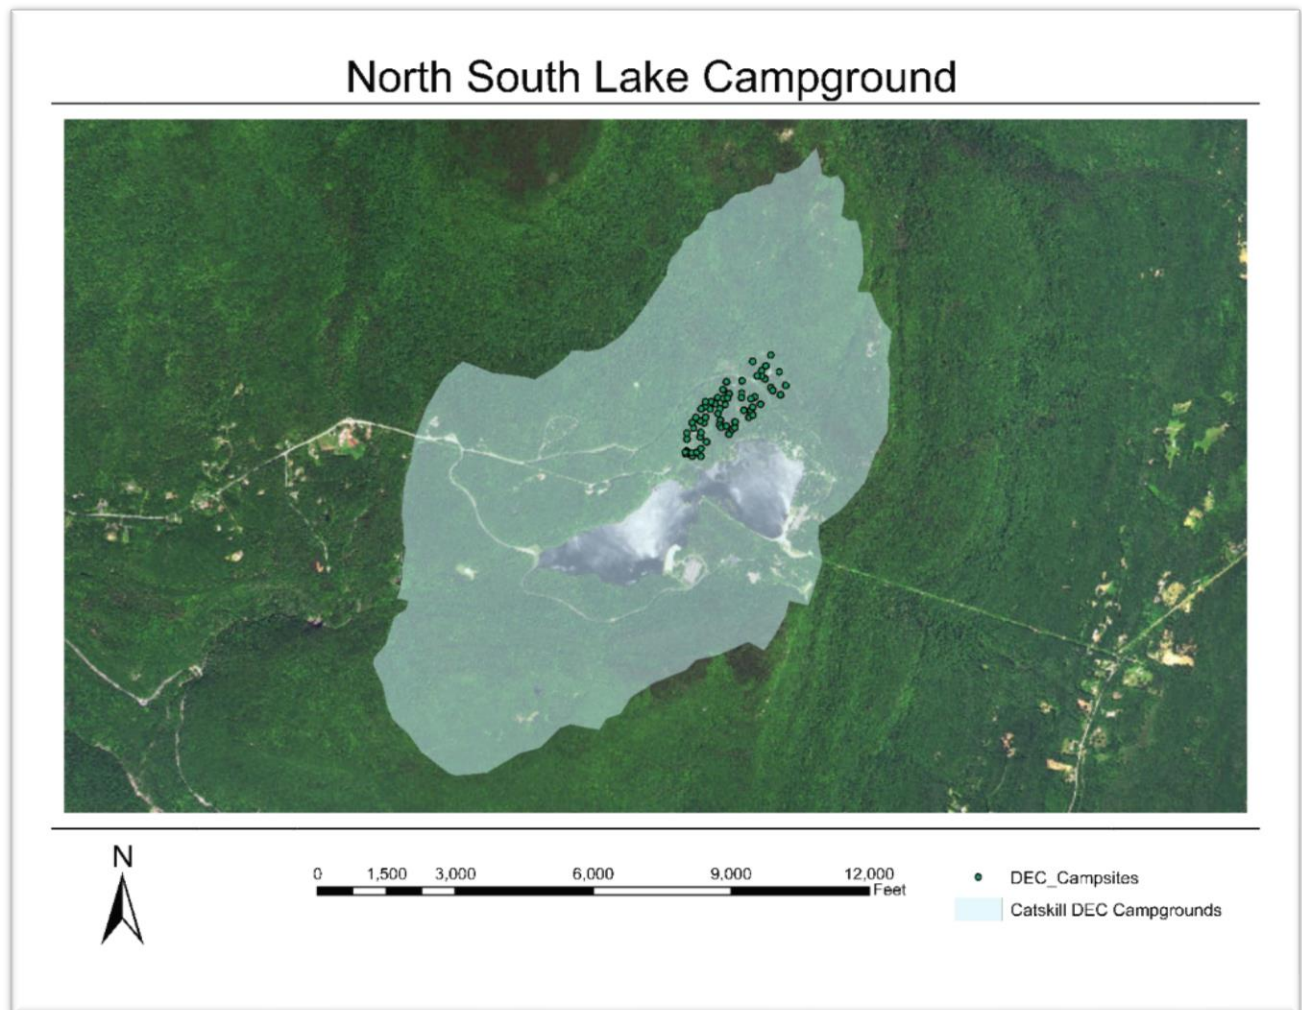 North South Lake Campground
N
0 1,500 3,000 6,000 9,000 12,000
Feet
DEC_Campsites
Catskill DEC Campgrounds